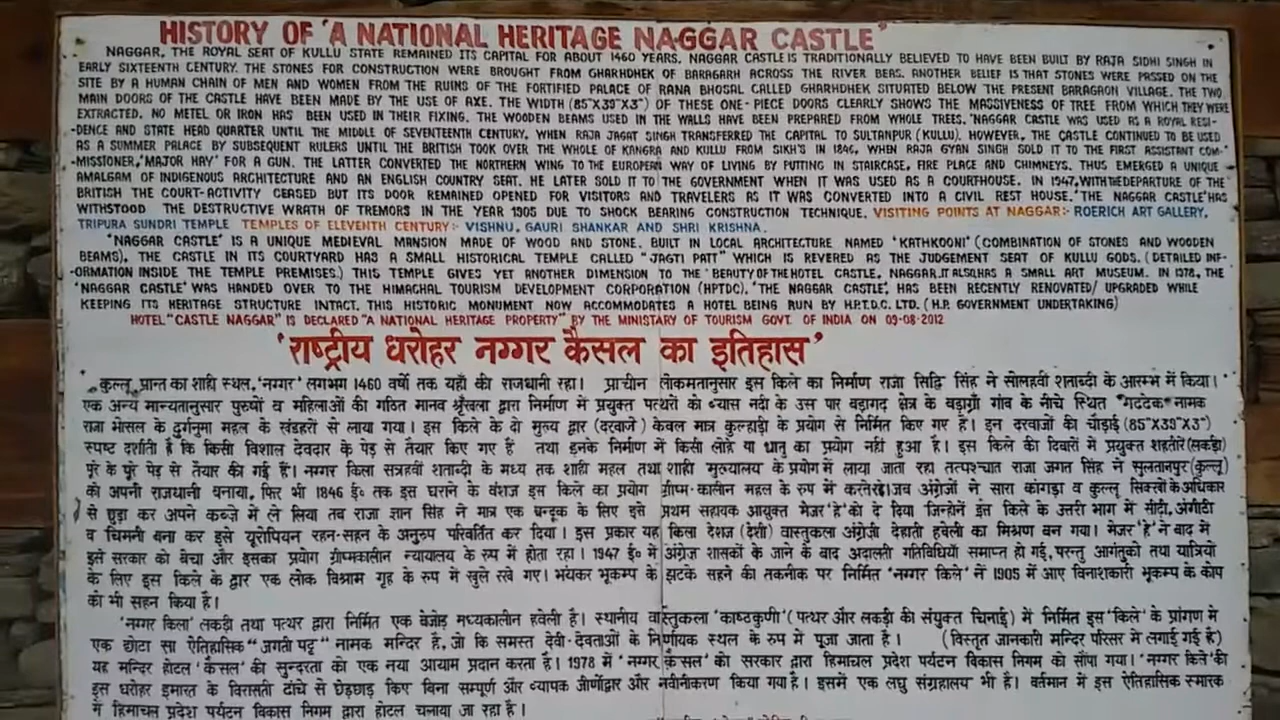 HISTORY OF 'A NATIONAL HERITAGE NAGGAR CASTLE'
NAGGAR, THE ROYAL SEAT OF KULLU STATE REMAINED ITS CAPITAL FOR ABOUT 1460 YEARS. NAGGAR CASTLE IS TRADITIONALLY BELIEVED TO HAVE BEEN BUILT BY RAJA SIDHI SINGH IN
EARLY SIXTEENTH CENTURY. THE STONES FOR CONSTRUCTION WERE BROUGHT FROM GHARHDHEK OF BARAGARH ACROSS THE RIVER BEAS. ANOTHER BELIEF IS THAT STONES WERE PASSED ON THE
SITE BY A HUMAN CHAIN OF MEN AND WOMEN FROM THE RUINS OF THE FORTIFIED PALACE OF RANA BHOSAL CALLED GHARHDHEK SITUATED BELOW THE PRESENT BARAGAON VILLAGE. THE TWO
MAIN DOORS OF THE CASTLE HAVE BEEN MADE BY THE USE OF AXE. THE WIDTH (85"X39"X3") OF THESE ONE-PIECE DOORS CLEARLY SHOWS THE MASSIVENESS OF TREE FROM WHICH THEY WERE
EXTRACTED. NO METEL OR IRON HAS BEEN USED IN THEIR FIXING. THE WOODEN BEAMS USED IN THE WALLS HAVE BEEN PREPARED FROM WHOLE TREES. 'NAGGAR CASTLE WAS USED AS A ROYAL RESI-
-DENCE AND STATE HEAD QUARTER UNTIL THE MIDDLE OF SEVENTEENTH CENTURY, WHEN RAJA JAGAT SINGH TRANSFERRED THE CAPITAL TO SULTANPUR (KULLU). HOWEVER, THE CASTLE CONTINUED TO BE USED
AS A SUMMER PALACE BY SUBSEQUENT RULERS UNTIL THE BRITISH TOOK OVER THE WHOLE OF KANGRA AND KULLU FROM SIKH'S IN 1846, WHEN RAJA GYAN SINGH SOLD IT TO THE FIRST ASSISTANT COM-
-MISSIONER, 'MAJOR HAY' FOR A GUN. THE LATTER CONVERTED THE NORTHERN WING TO THE EUROPEAN WAY OF LIVING BY PUTTING IN STAIRCASE, FIRE PLACE AND CHIMNEYS. THUS EMERGED A UNIQUE
AMALGAM OF INDIGENOUS ARCHITECTURE AND AN ENGLISH COUNTRY SEAT. HE LATER SOLD IT TO THE GOVERNMENT WHEN IT WAS USED AS A COURTHOUSE. IN 1947, WITH THE DEPARTURE OF THE
BRITISH THE COURT-ACTIVITY CEASED BUT ITS DOOR REMAINED OPENED FOR VISITORS AND TRAVELERS AS IT WAS CONVERTED INTO A CIVIL REST HOUSE. 'THE NAGGAR CASTLE' HAS
WITHSTOOD THE DESTRUCTIVE WRATH OF TREMORS IN THE YEAR 1905 DUE TO SHOCK BEARING CONSTRUCTION TECHNIQUE. VISITING POINTS AT NAGGAR:- ROERICH ART GALLERY,
TRIPURA SUNDRI TEMPLE TEMPLES OF ELEVENTH CENTURY:- VISHNU, GAURI SHANKAR AND SHRI KRISHNA.
'NAGGAR CASTLE' IS A UNIQUE MEDIEVAL MANSION MADE OF WOOD AND STONE, BUILT IN LOCAL ARCHITECTURE NAMED 'KATHKOONI' (COMBINATION OF STONES AND WOODEN
BEAMS), THE CASTLE IN ITS COURTYARD HAS A SMALL HISTORICAL TEMPLE CALLED "JAGTI PATT" WHICH IS REVERED AS THE JUDGEMENT SEAT OF KULLU GODS. (DETAILED INF-
-ORMATION INSIDE THE TEMPLE PREMISES.) THIS TEMPLE GIVES YET ANOTHER DIMENSION TO THE 'BEAUTY OF THE HOTEL CASTLE, NAGGAR. IT ALSO HAS A SMALL ART MUSEUM. IN 1978, THE
'NAGGAR CASTLE' WAS HANDED OVER TO THE HIMACHAL TOURISM DEVELOPMENT CORPORATION (HPTDC), 'THE NAGGAR CASTLE', HAS BEEN RECENTLY RENOVATED/ UPGRADED WHILE
KEEPING ITS HERITAGE STRUCTURE INTACT. THIS HISTORIC MONUMENT NOW ACCOMMODATES A HOTEL BEING RUN BY H.P.T.D.C. LTD. (H.P. GOVERNMENT UNDERTAKING)
HOTEL "CASTLE NAGGAR" IS DECLARED "A NATIONAL HERITAGE PROPERTY" BY THE MINISTRY OF TOURISM GOVT. OF INDIA ON 09-08-2012
'राष्ट्रीय धरोहर नग्गर कैसल का इतिहास'
कुल्लू प्रान्त का शाही स्थल, 'नग्गर' लगभग 1460 वर्षो तक यहाँ की राजधानी रहा। प्राचीन लोकमतानुसार इस किले का निर्माण राजा सिद्धि सिंह ने सोलहवीं शताब्दी के आरम्भ में किया।
एक अन्य मान्यतानुसार पुरुषों व महिलाओं की गठित मानव श्रृंखला द्वारा निर्माण में प्रयुक्त पत्थरों को ब्यास नदी के उस पार बड़ागढ़ क्षेत्र के बड़ाग्राँ गांव के नीचे स्थित "गढढेक" नामक
राजा भोसल के दुर्गनुमा महल के खंडहरों से लाया गया। इस किले के दो मुख्य द्वार (दरवाजे) केवल मात्र कुल्हाड़ी के प्रयोग से निर्मित किए गए है। इन दरवाजों की चौड़ाई (85"X39"X3")
स्पष्ट दर्शाती है कि किसी विशाल देवदार के पेड़ से तैयार किए गए हैं तथा इनके निर्माण में किसी लोहे या धातु का प्रयोग नहीं हुआ है। इस किले की दिवारों में प्रयुक्त शहतीरें (लकड़ी)
पूरे के पूरे पेड़ से तैयार की गई हैं। नग्गर किला सत्रहवीं शताब्दी के मध्य तक शाही महल तथा शाही मुख्यालय के प्रयोग में लाया जाता रहा तत्पश्चात राजा जगत सिंह ने सुलतानपुर (कुल्लू)
को अपनी राजधानी बनाया, फिर भी 1846 ई० तक इस घराने के वंशज इस किले का प्रयोग ग्रीष्म-कालीन महल के रुप में करते रहे। जब अंग्रेजों ने सारा कांगड़ा व कुल्लू सिक्खों के अधिकार
से छुड़ा कर अपने कब्ज़े में ले लिया तब राजा ज्ञान सिंह ने मात्र एक बन्दूक के लिए इसे प्रथम सहायक आयुक्त मेजर 'हे' को दे दिया जिन्होंने इस किले के उत्तरी भाग में सीढी, अंगीठी
व चिमनी बना कर इसे यूरोपियन रहन-सहन के अनुरुप परिवर्तित कर दिया। इस प्रकार यह किला देशज (देशी) वास्तुकला अंग्रेजी देहाती हवेली का मिश्रण बन गया। मेजर 'हे' ने बाद में
इसे सरकार को बेचा और इसका प्रयोग ग्रीष्मकालीन न्यायालय के रुप में होता रहा। 1947 ई० में अंग्रेज शासकों के जाने के बाद अदालती गतिविधियाँ समाप्त हो गई, परन्तु आगंतुको तथा यात्रियों
के लिए इस किले के द्वार एक लोक विश्राम गृह के रुप में खुले रखे गए। भयंकर भूकम्प के झटके सहने की तकनीक पर निर्मित 'नग्गर किले' नें 1905 में आए विनाशकारी भूकम्प के कोप
को भी सहन किया है।
'नग्गर किला' लकड़ी तथा पत्थर द्वारा निर्मित एक बेजोड़ मध्यकालीन हवेली है। स्थानीय वास्तुकला 'काष्टकुणी' (पत्थर और लकड़ी की संयुक्त चिनाई) में निर्मित इस 'किले' के प्रांगण में
एक छोटा सा ऐतिहासिक "जगती पट्ट" नामक मन्दिर है, जो कि समस्त देवी-देवताओं के निर्णायक स्थल के रुप में पूजा जाता है। (विस्तृत जानकारी मन्दिर परिसर में लगाई गई है)
यह मन्दिर होटल 'कैसल' की सुन्दरता को एक नया आयाम प्रदान करता है। 1978 में 'नग्गर कैसल' को सरकार द्वारा हिमाचल प्रदेश पर्यटन विकास निगम को सौंपा गया। 'नग्गर किले' की
इस धरोहर इमारत के विरासती ढांचे से छेड़छाड़ किए बिना सम्पूर्ण और व्यापक जीर्णोद्वार और नवीनीकरण किया गया है। इसमें एक लघु संग्रहालय भी है। वर्तमान में इस ऐतिहासिक स्मारक
में हिमाचल प्रदेश पर्यटन विकास निगम द्वारा होटल चलाया जा रहा है।